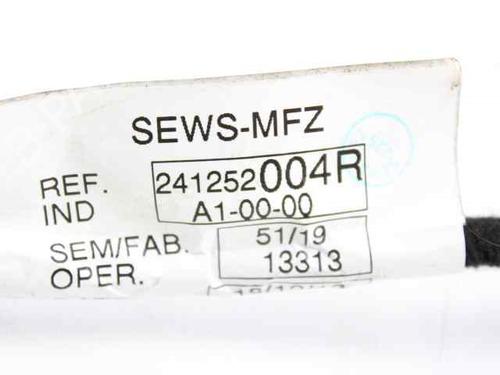 SEWS-MFZ
REF. 241252004R
IND A1-00-00
SEM/FAB. 51/19
OPER. 13313